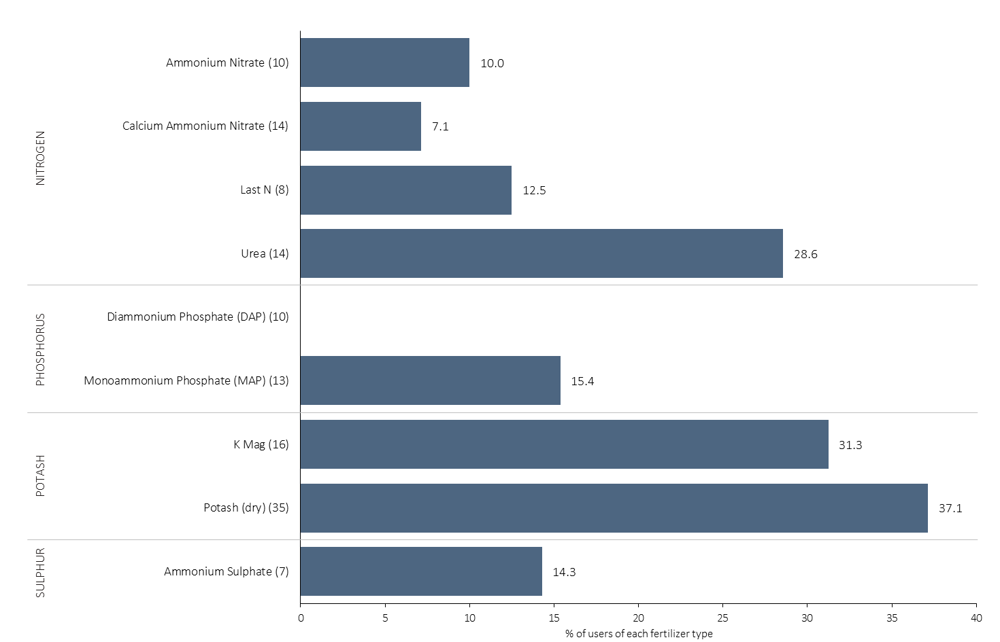 NITROGEN
Ammonium Nitrate (10)
10.0
Calcium Ammonium Nitrate (14)
7.1
Last N (8)
12.5
Urea (14)
28.6
PHOSPHORUS
Diammonium Phosphate (DAP) (10)
Monoammonium Phosphate (MAP) (13)
15.4
POTASH
K Mag (16)
31.3
Potash (dry) (35)
37.1
SULPHUR
Ammonium Sulphate (7)
14.3
0 5 10 15 20 25 30 35 40
% of users of each fertilizer type